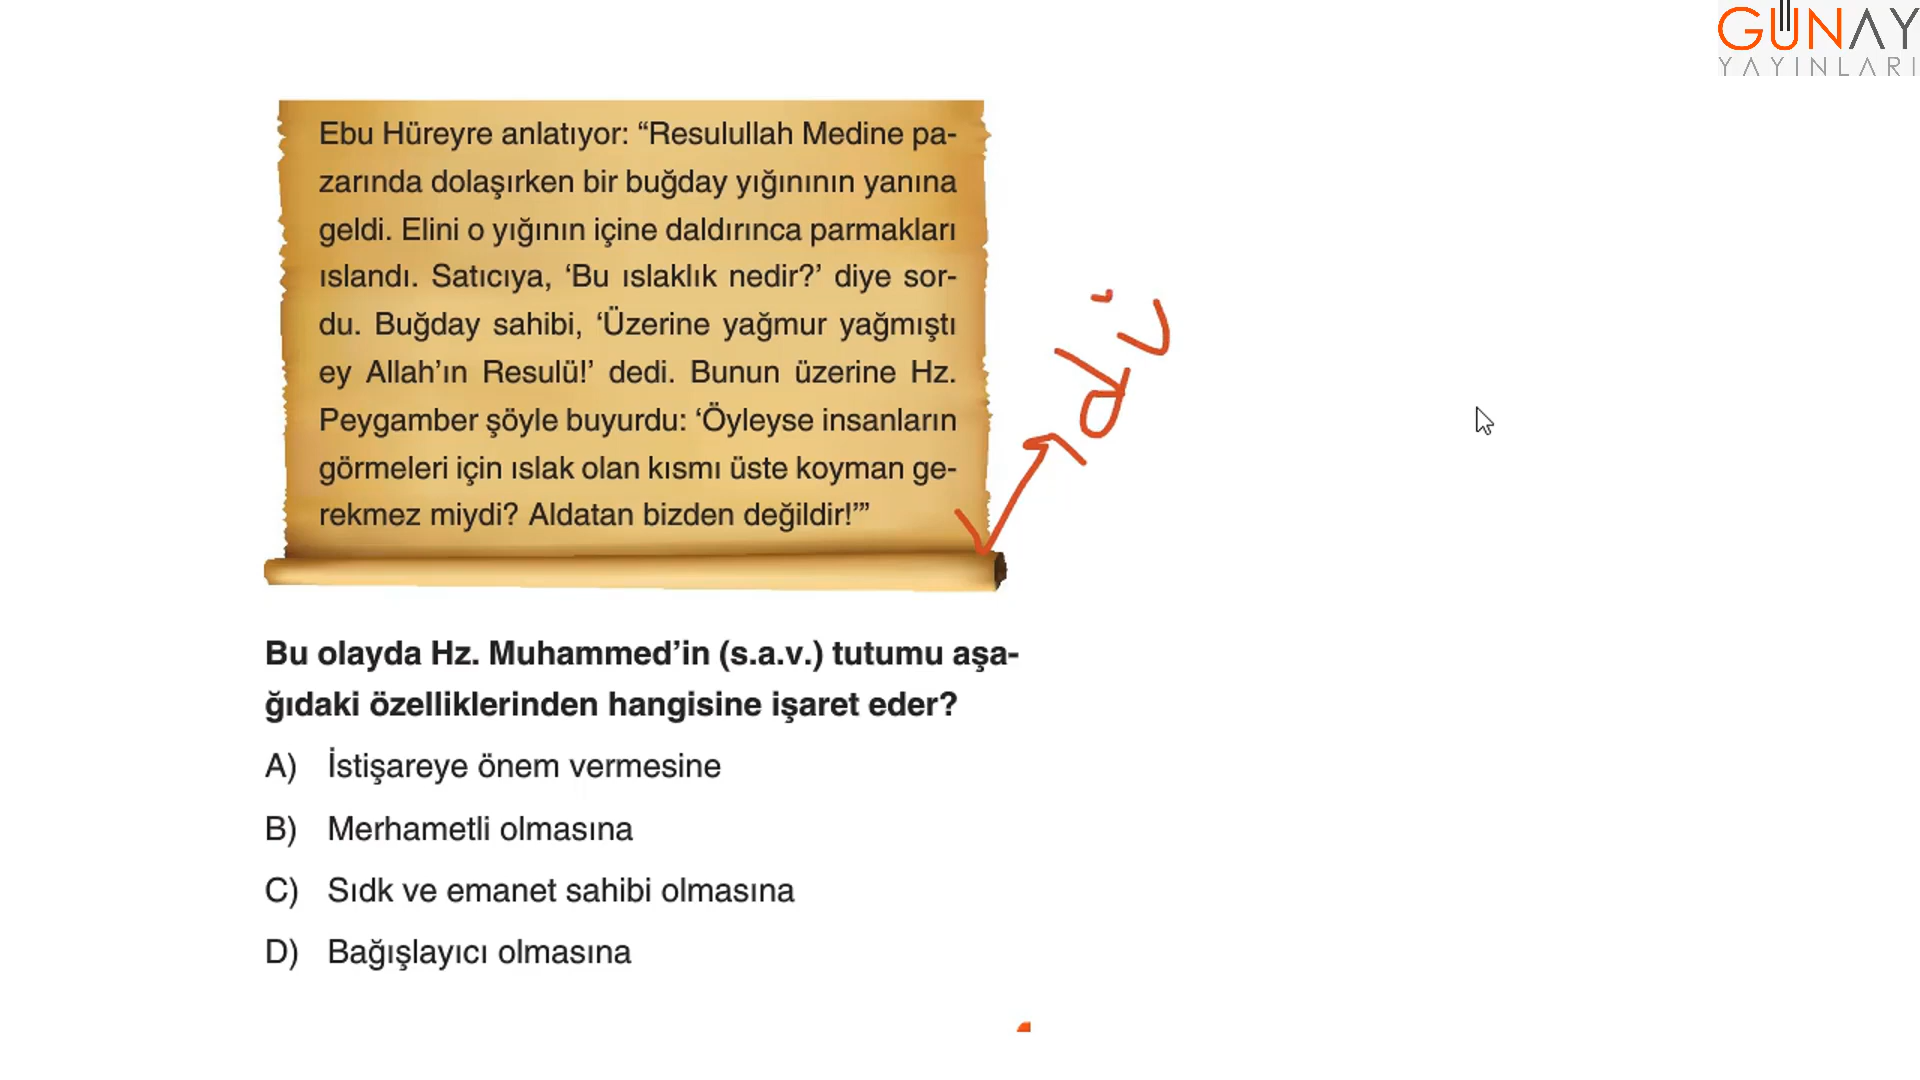 GÜNAY
YAYINLARI
Ebu Hüreyre anlatıyor: “Resulullah Medine pa-
zarında dolaşırken bir buğday yığınının yanına
geldi. Elini o yığının içine daldırınca parmakları
ıslandı. Satıcıya, ‘Bu ıslaklık nedir?’ diye sor-
du. Buğday sahibi, ‘Üzerine yağmur yağmıştı
ey Allah’ın Resulü!’ dedi. Bunun üzerine Hz.
Peygamber şöyle buyurdu: ‘Öyleyse insanların
görmeleri için ıslak olan kısmı üste koyman ge-
rekmez miydi? Aldatan bizden değildir!’”
Bu olayda Hz. Muhammed’in (s.a.v.) tutumu aşa-
ğıdaki özelliklerinden hangisine işaret eder?
A) İstişareye önem vermesine
B) Merhametli olmasına
C) Sıdk ve emanet sahibi olmasına
D) Bağışlayıcı olmasına